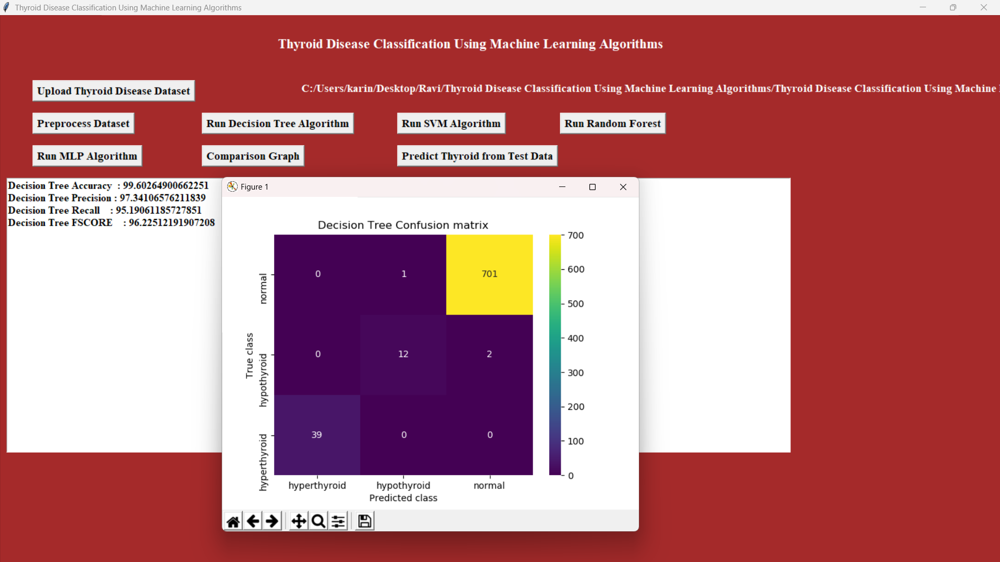 Thyroid Disease Classification Using Machine Learning Algorithms
Thyroid Disease Classification Using Machine Learning Algorithms
Upload Thyroid Disease Dataset
C:/Users/karin/Desktop/Ravi/Thyroid Disease Classification Using Machine Learning Algorithms/Thyroid Disease Classification Using Machine
Preprocess Dataset
Run Decision Tree Algorithm
Run SVM Algorithm
Run Random Forest
Run MLP Algorithm
Comparison Graph
Predict Thyroid from Test Data
Decision Tree Accuracy : 99.60264900662251
Decision Tree Precision : 97.34106576211839
Decision Tree Recall : 95.19061185727851
Decision Tree FSCORE : 96.22512191907208
Figure 1
Decision Tree Confusion matrix
True class
normal
hypothyroid
hyperthyroid
0 1 701
0 12 2
39 0 0
hyperthyroid hypothyroid normal
Predicted class
700
600
500
400
300
200
100
0